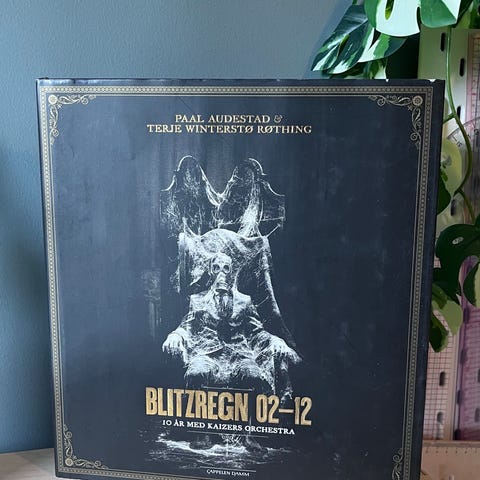 PAAL AUDESTAD &
TERJE WINTERSTØ RØTHING
BLITZREGN 02–12
10 ÅR MED KAIZERS ORCHESTRA
CAPPELEN DAMM